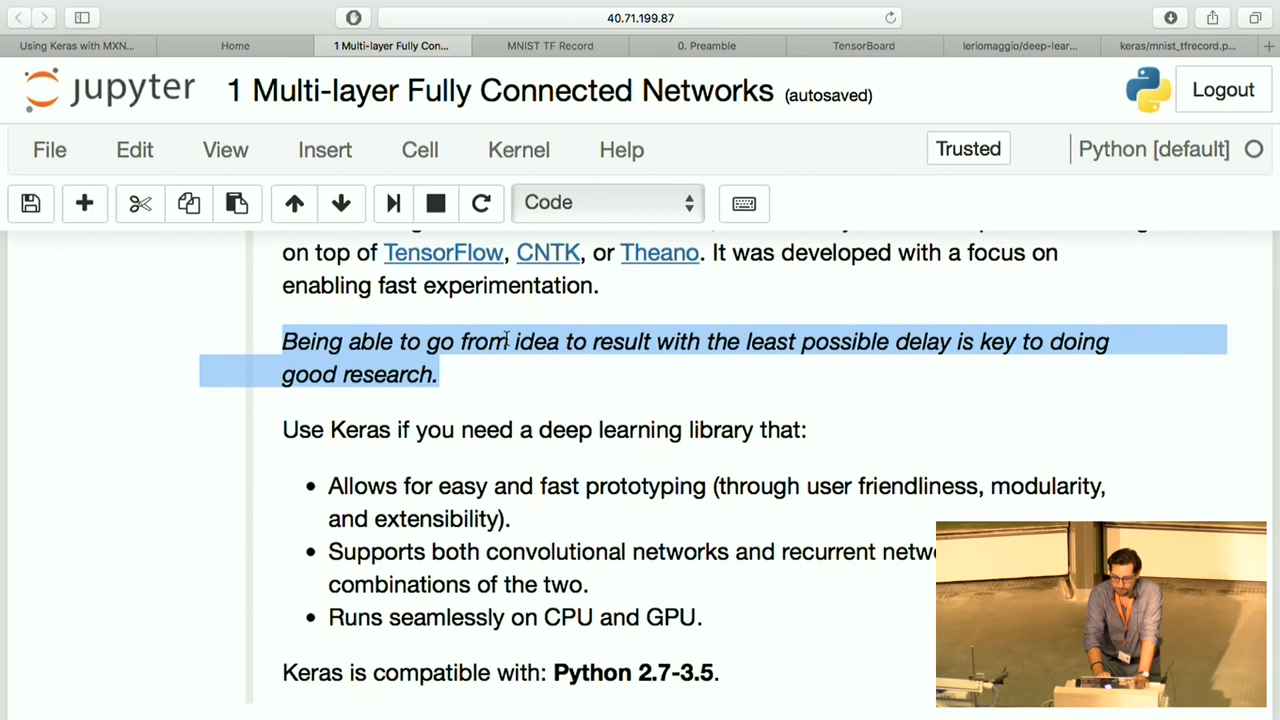 40.71.199.87
Using Keras with MXN...
Home
1 Multi-layer Fully Con...
MNIST TF Record
0. Preamble
TensorBoard
leriomaggio/deep-lear...
keras/mnist_tfrecord.p...
jupyter 1 Multi-layer Fully Connected Networks (autosaved)
Logout
File Edit View Insert Cell Kernel Help
Trusted
Python [default]
Code
on top of TensorFlow, CNTK, or Theano. It was developed with a focus on
enabling fast experimentation.
Being able to go from idea to result with the least possible delay is key to doing
good research.
Use Keras if you need a deep learning library that:
• Allows for easy and fast prototyping (through user friendliness, modularity,
and extensibility).
• Supports both convolutional networks and recurrent netwo
combinations of the two.
• Runs seamlessly on CPU and GPU.
Keras is compatible with: Python 2.7-3.5.